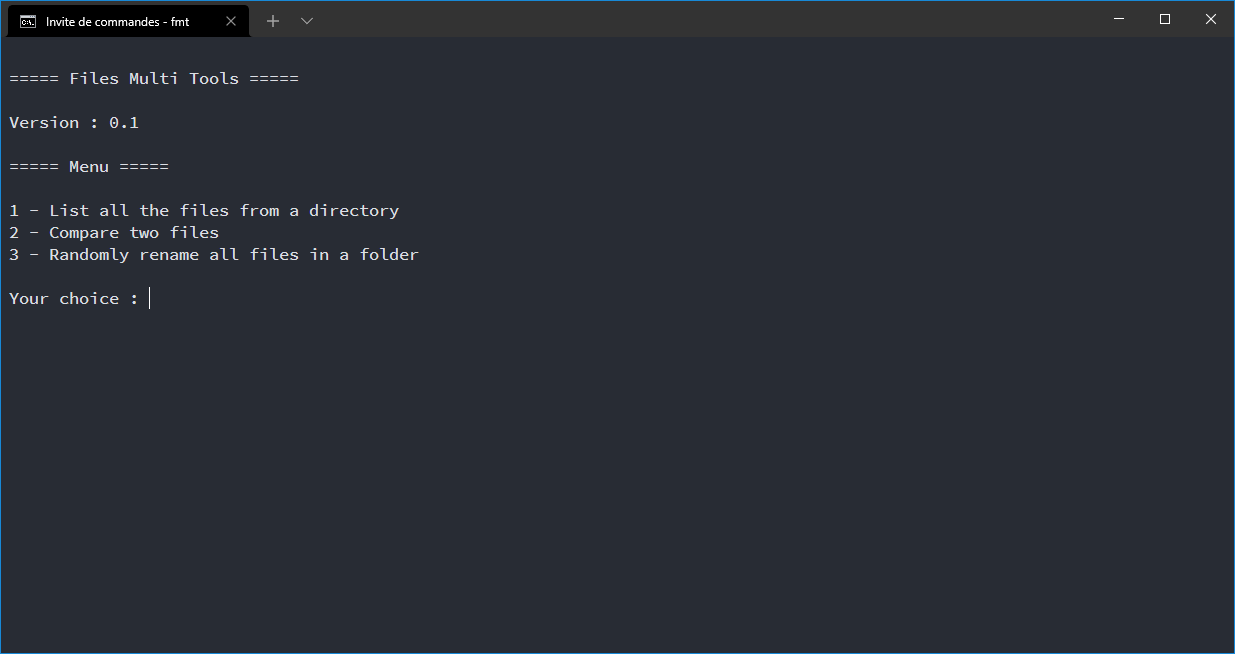 Invite de commandes - fmt
===== Files Multi Tools =====
Version : 0.1
===== Menu =====
1 - List all the files from a directory
2 - Compare two files
3 - Randomly rename all files in a folder
Your choice :